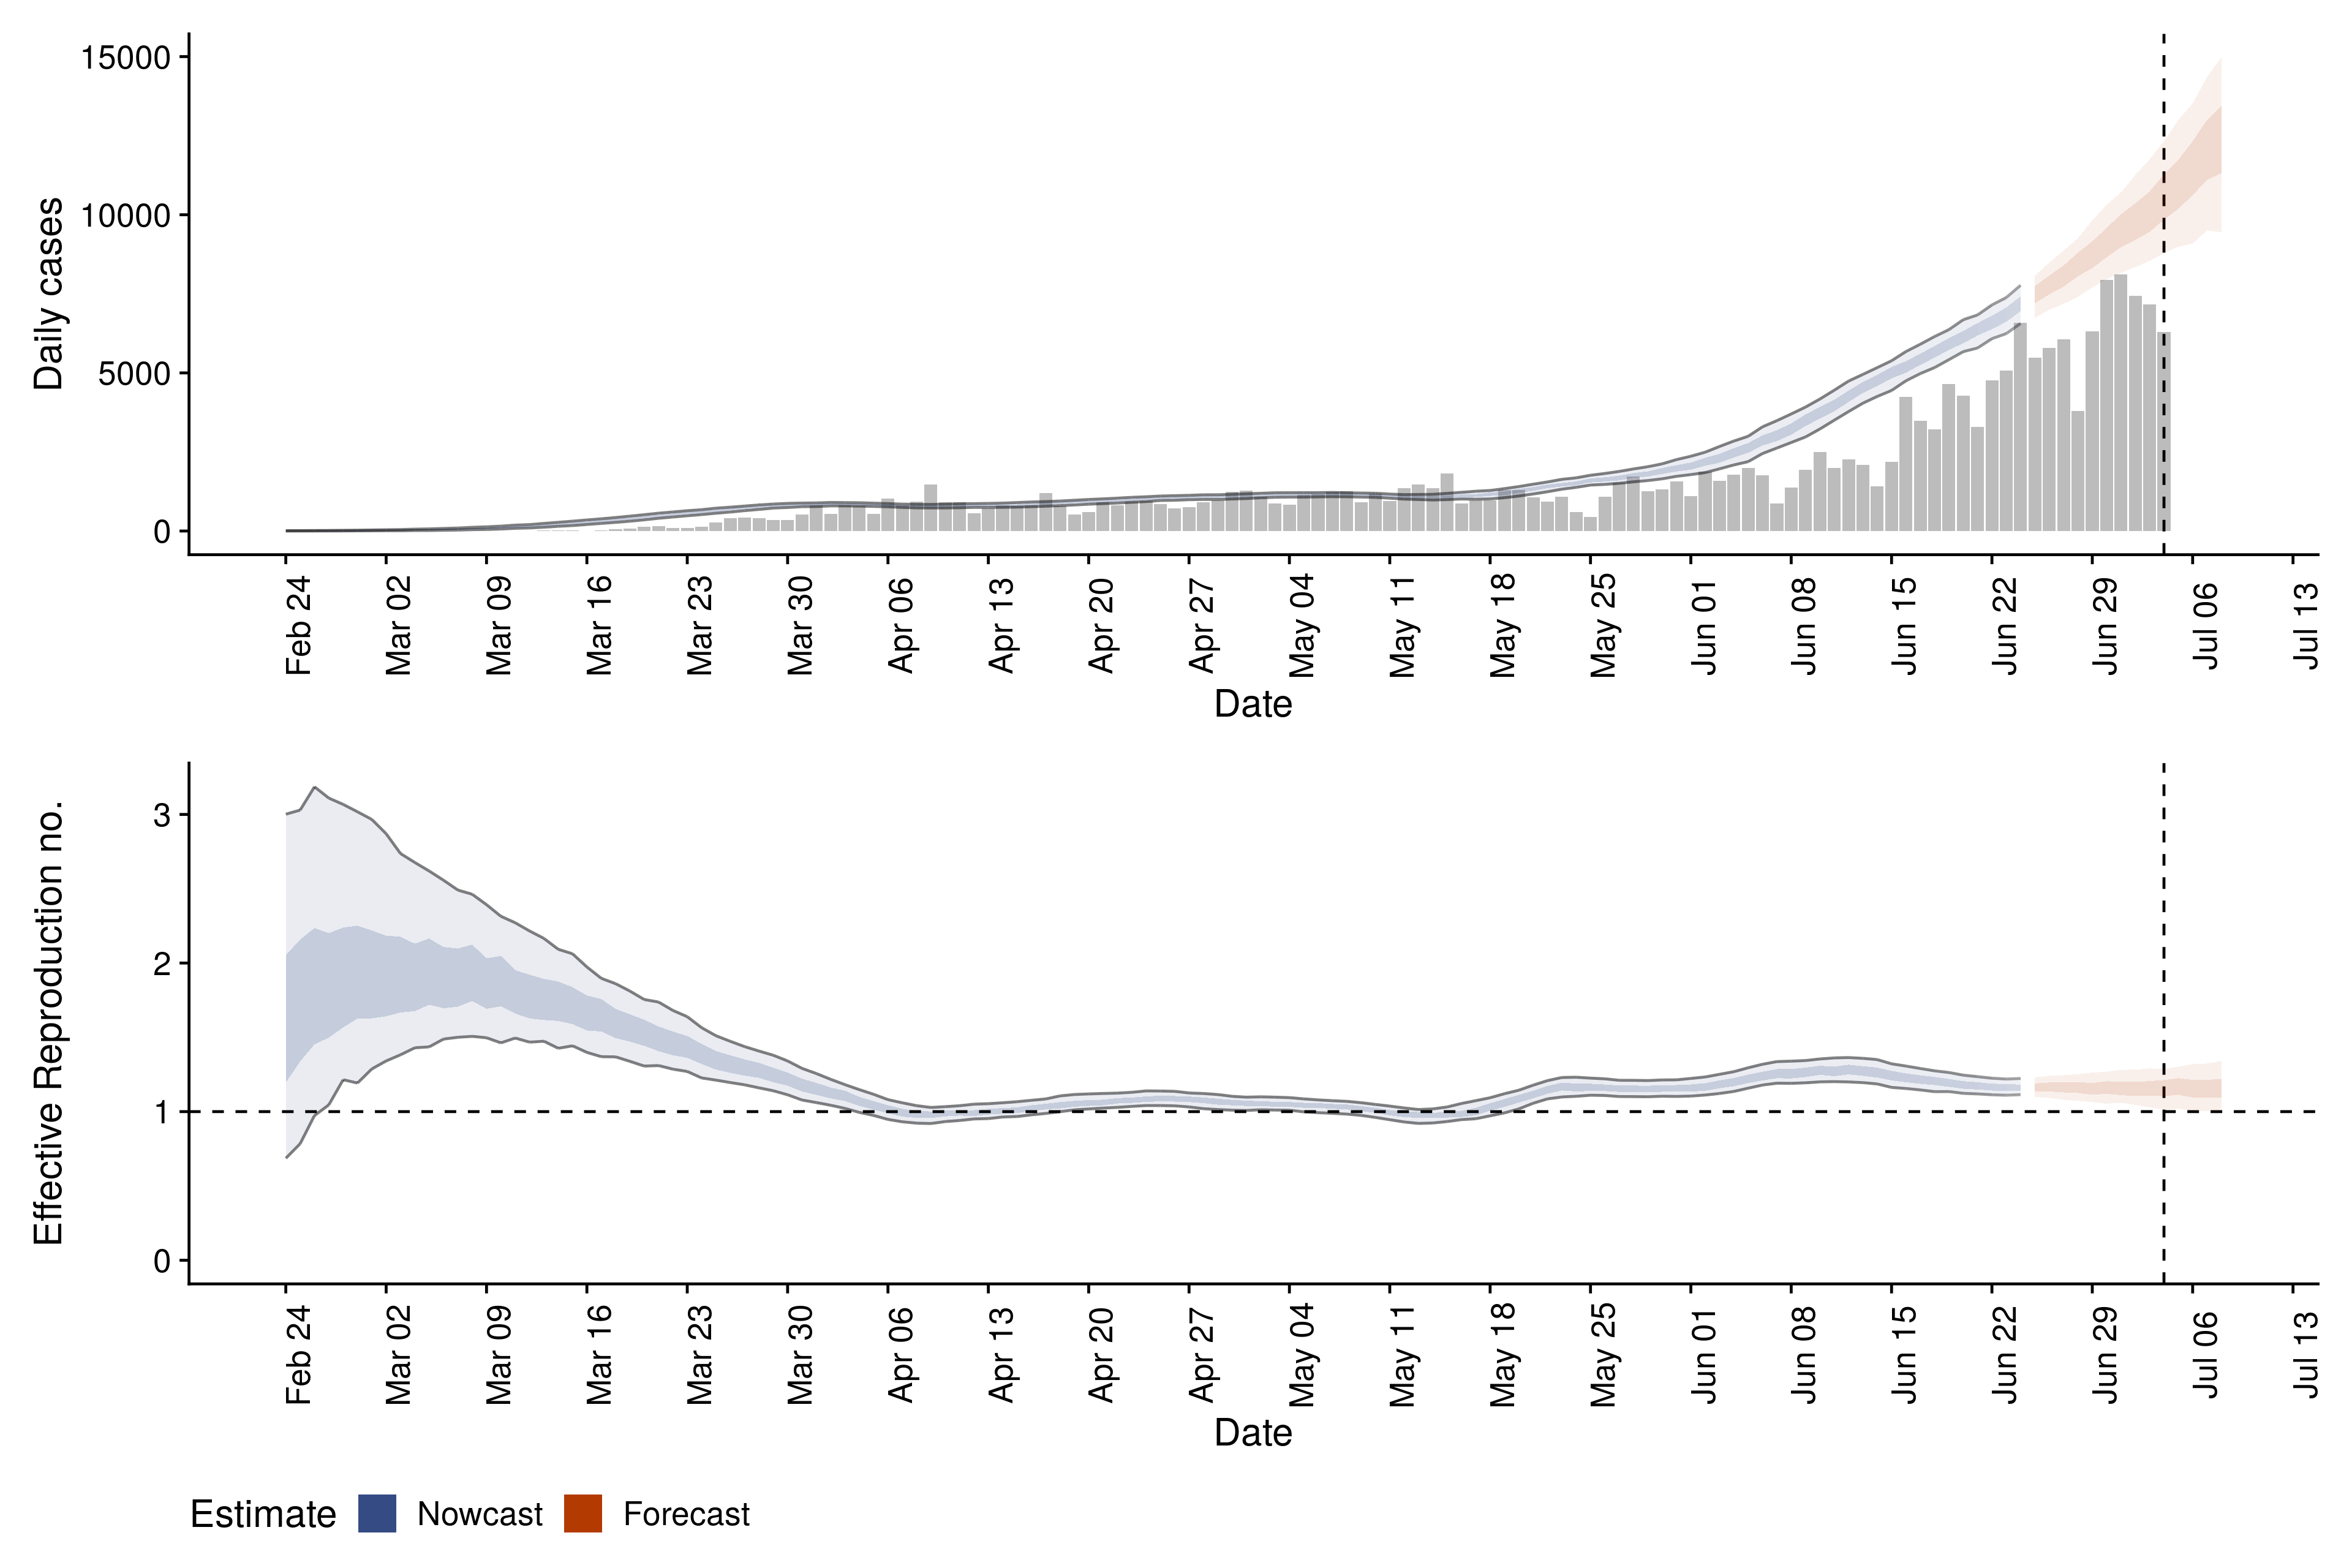 15000
10000
5000
0
Daily cases
Feb 24
Mar 02
Mar 09
Mar 16
Mar 23
Mar 30
Apr 06
Apr 13
Apr 20
Apr 27
May 04
May 11
May 18
May 25
Jun 01
Jun 08
Jun 15
Jun 22
Jun 29
Jul 06
Jul 13
Date
3
2
1
0
Effective Reproduction no.
Feb 24
Mar 02
Mar 09
Mar 16
Mar 23
Mar 30
Apr 06
Apr 13
Apr 20
Apr 27
May 04
May 11
May 18
May 25
Jun 01
Jun 08
Jun 15
Jun 22
Jun 29
Jul 06
Jul 13
Date
Estimate Nowcast Forecast